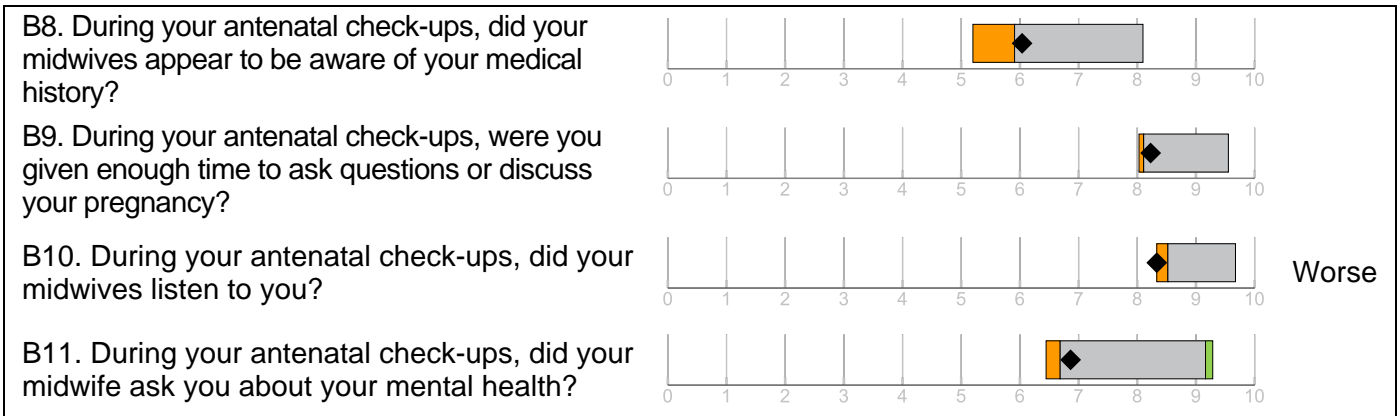 B8. During your antenatal check-ups, did your
midwives appear to be aware of your medical
history?
0 1 2 3 4 5 6 7 8 9 10
B9. During your antenatal check-ups, were you
given enough time to ask questions or discuss
your pregnancy?
0 1 2 3 4 5 6 7 8 9 10
B10. During your antenatal check-ups, did your
midwives listen to you?
0 1 2 3 4 5 6 7 8 9 10
Worse
B11. During your antenatal check-ups, did your
midwife ask you about your mental health?
0 1 2 3 4 5 6 7 8 9 10